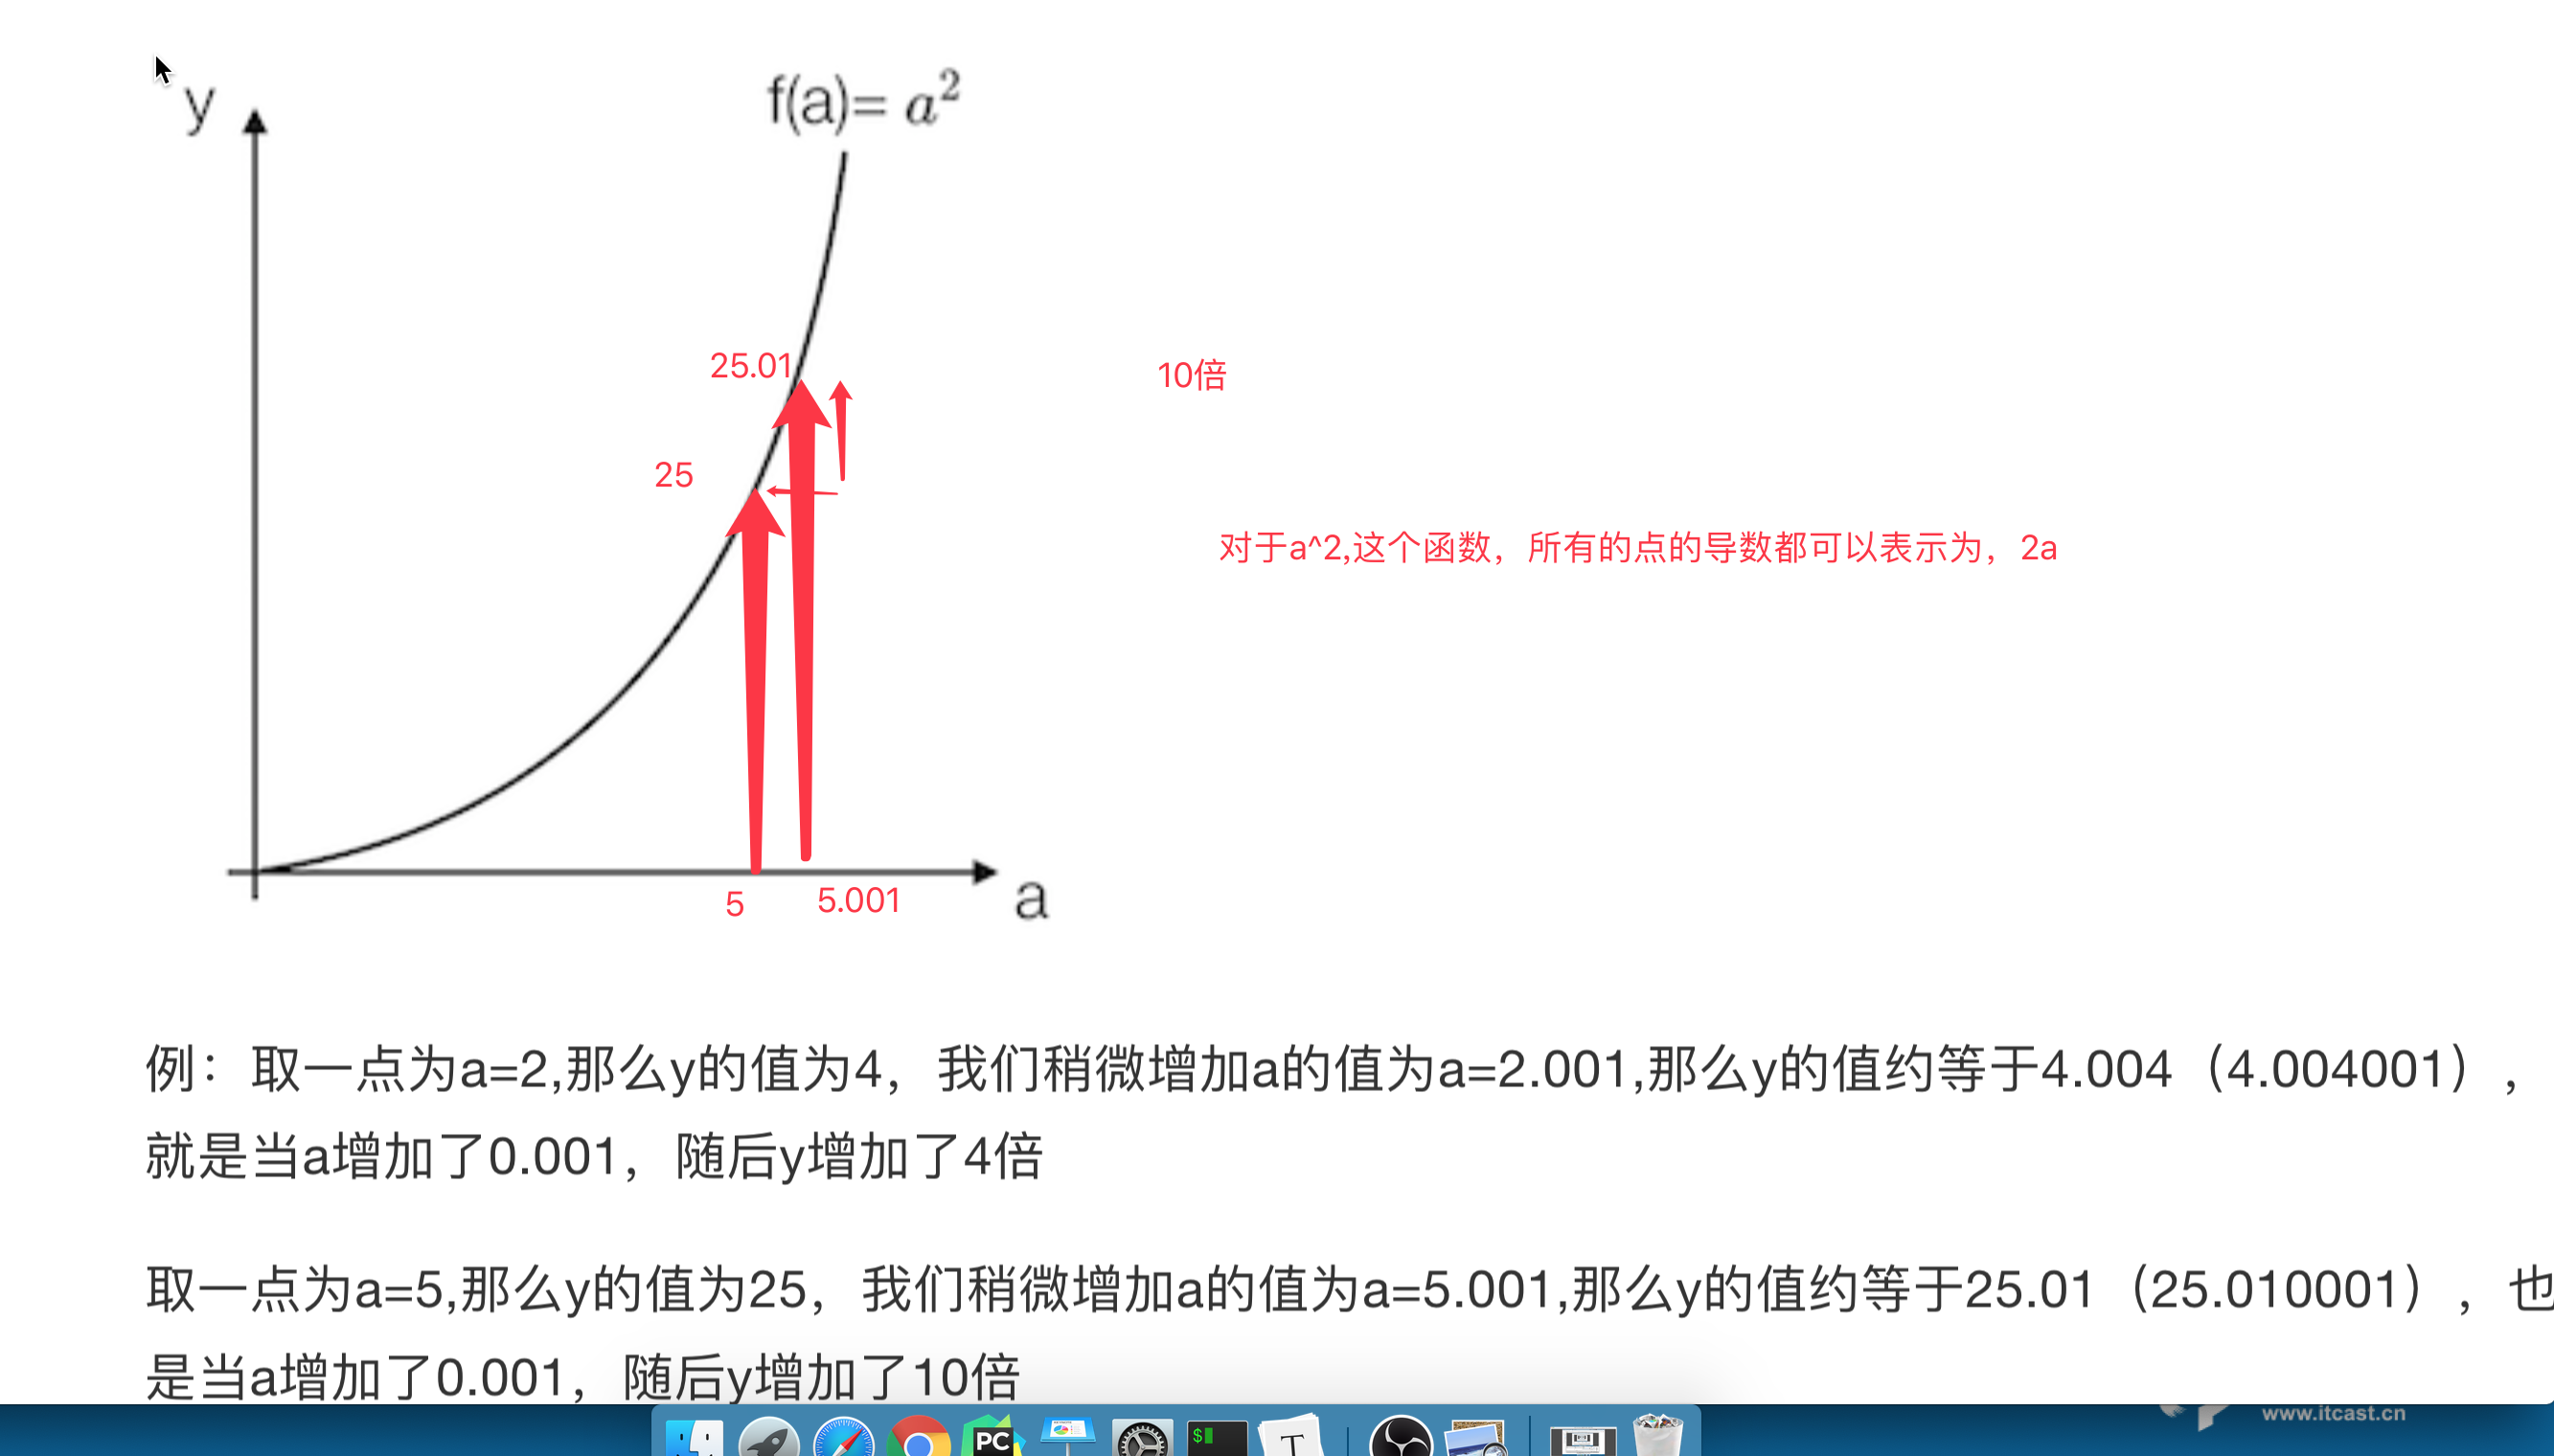 y
f(a)= a²
25.01
10倍
25
对于a^2,这个函数，所有的点的导数都可以表示为，2a
5
5.001
a
例：取一点为a=2,那么y的值为4，我们稍微增加a的值为a=2.001,那么y的值约等于4.004（4.004001），
就是当a增加了0.001，随后y增加了4倍
取一点为a=5,那么y的值为25，我们稍微增加a的值为a=5.001,那么y的值约等于25.01（25.010001），也
是当a增加了0.001，随后y增加了10倍
www.itcast.cn
PC
$
T